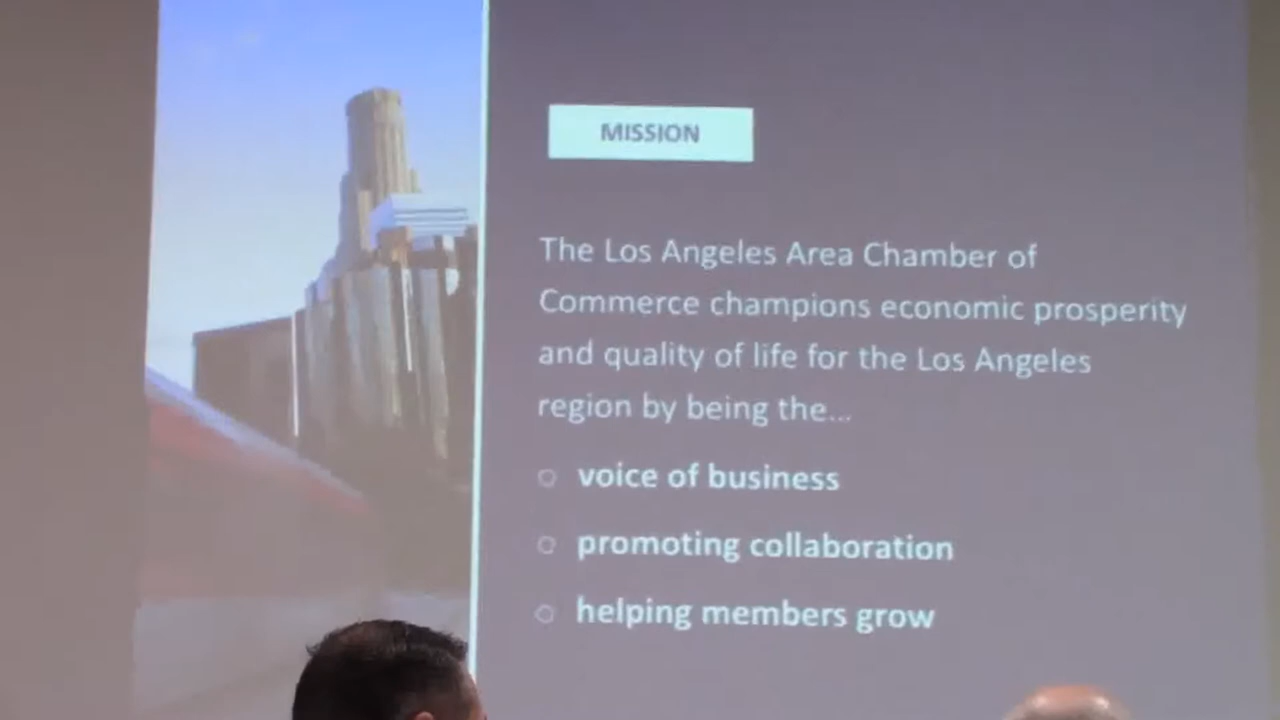 MISSION
The Los Angeles Area Chamber of
Commerce champions economic prosperity
and quality of life for the Los Angeles
region by being the...
voice of business
promoting collaboration
helping members grow